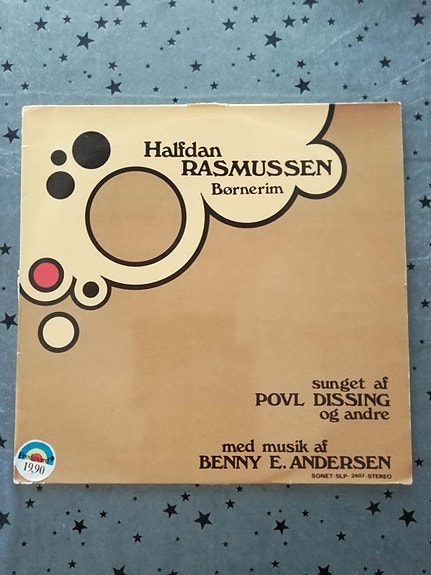 Halfdan
RASMUSSEN
Børnerim
sunget af
POVL DISSING
og andre
med musik af
BENNY E. ANDERSEN
SONET-SLP-2407-STEREO
19,90